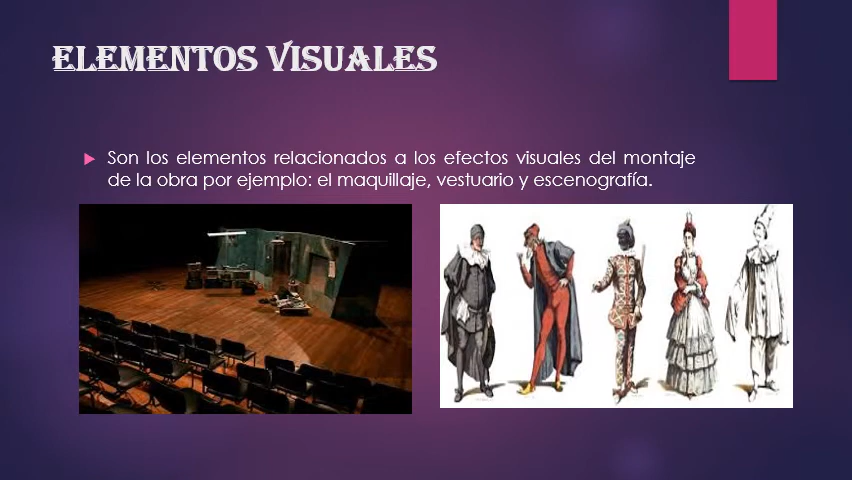 ELEMENTOS VISUALES
Son los elementos relacionados a los efectos visuales del montaje
de la obra por ejemplo: el maquillaje, vestuario y escenografía.